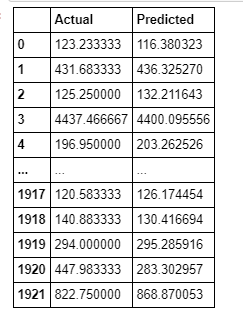 Actual Predicted
0 123.233333 116.380323
1 431.683333 436.325270
2 125.250000 132.211643
3 4437.466667 4400.095556
4 196.950000 203.262526
... ... ...
1917 120.583333 126.174454
1918 140.883333 130.416694
1919 294.000000 295.285916
1920 447.983333 283.302957
1921 822.750000 868.870053